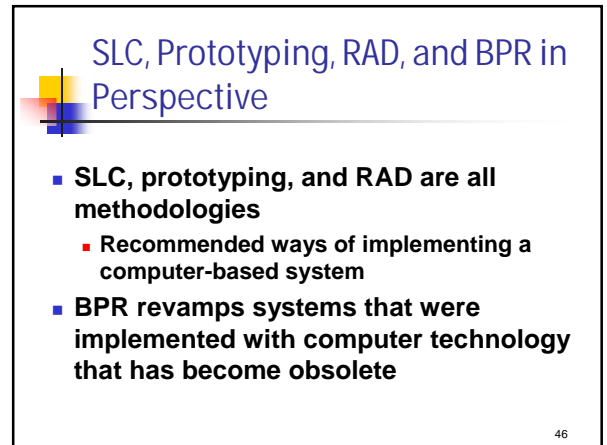 SLC, Prototyping, RAD, and BPR in
Perspective
SLC, prototyping, and RAD are all
methodologies
Recommended ways of implementing a
computer-based system
BPR revamps systems that were
implemented with computer technology
that has become obsolete
46